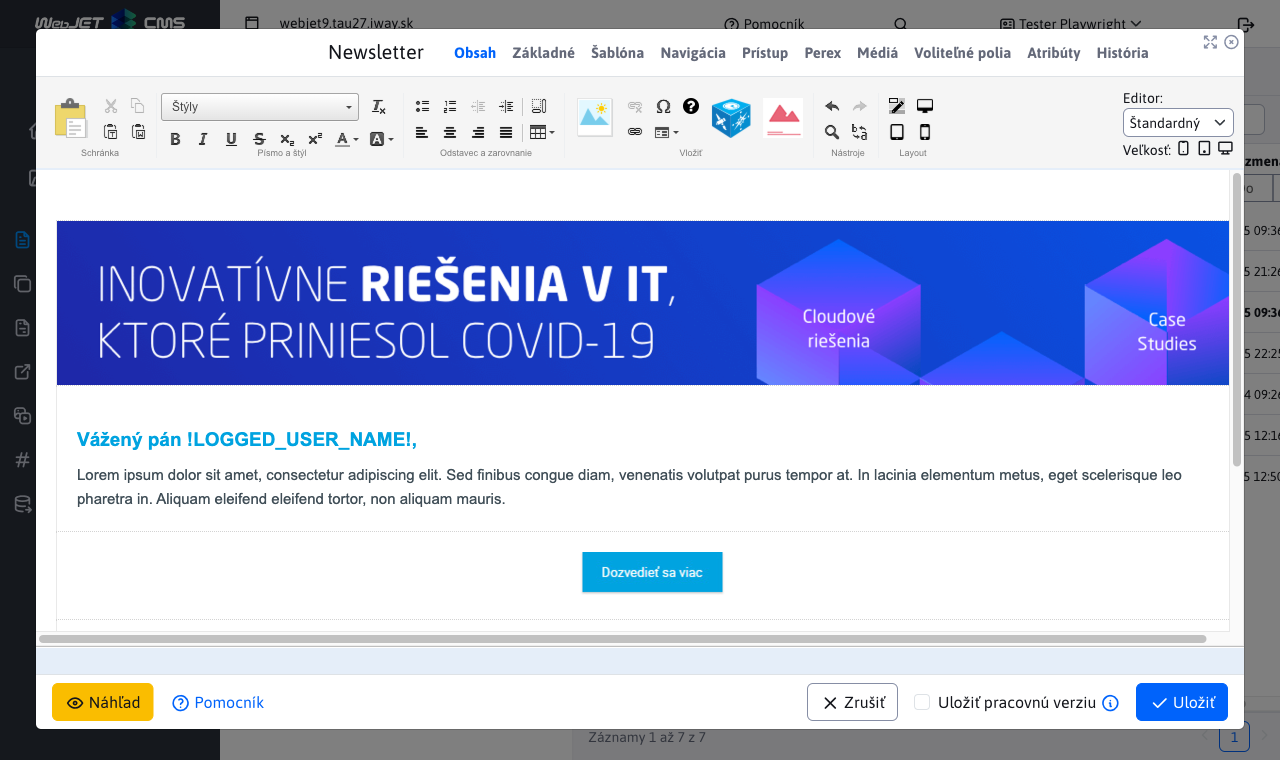 WebJET CMS
webjet9.tau27.iway.sk
Pomocník
Tester Playwright
Newsletter
Obsah
Základné
Šablóna
Navigácia
Prístup
Perex
Médiá
Voliteľné polia
Atribúty
História
Štýly
Schránka
Písmo a štýl
Odstavec a zarovnanie
Vložiť
Nástroje
Layout
Editor:
Štandardný
Veľkosť:
INOVATÍVNE RIEŠENIA V IT,
KTORÉ PRINIESOL COVID-19
Cloudové
riešenia
Case
Studies
Vážený pán !LOGGED_USER_NAME!,
Lorem ipsum dolor sit amet, consectetur adipiscing elit. Sed finibus congue diam, venenatis volutpat purus tempor at. In lacinia elementum metus, eget scelerisque leo
pharetra in. Aliquam eleifend eleifend tortor, non aliquam mauris.
Dozvedieť sa viac
Náhľad
Pomocník
Zrušiť
Uložiť pracovnú verziu
Uložiť
Záznamy 1 až 7 z 7
1